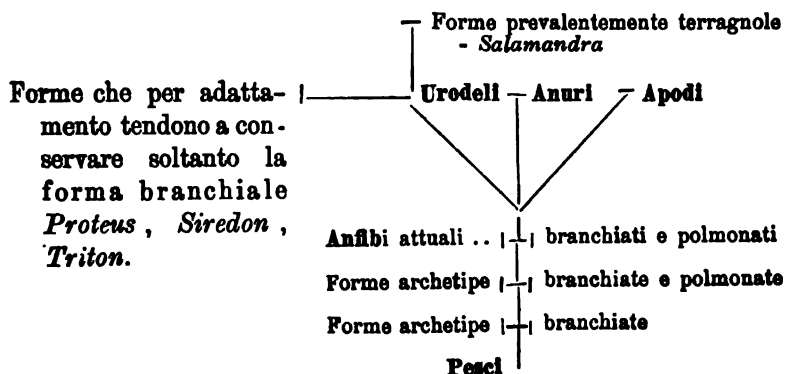 Forme prevalentemente terragnole
- Salamandra
Forme che per adatta-
mento tendono a con-
servare soltanto la
forma branchiale
Proteus, Siredon,
Triton.
Urodeli – Anuri – Apodi
Anfibi attuali .. branchiati e polmonati
Forme archetipe branchiate e polmonate
Forme archetipe branchiate
Pesci